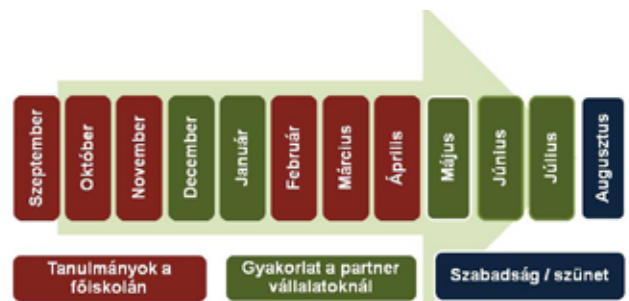 Szeptember
Október
November
December
Január
Február
Március
Április
Május
Június
Július
Augusztus
Tanulmányok a
főiskolán
Gyakorlat a partner
vállalatoknál
Szabadság / szünet